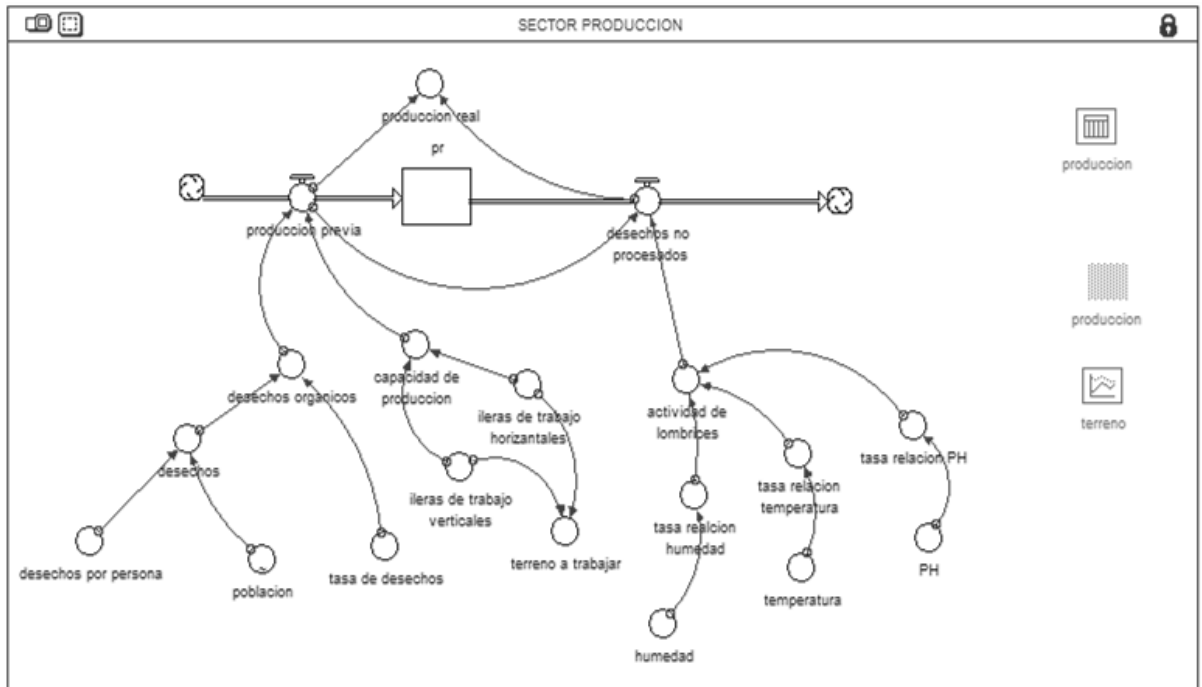 SECTOR PRODUCCION
produccion real
pr
produccion
produccion previa
desechos no
procesados
produccion
desechos organicos
capacidad de
produccion
ileras de trabajo
horizantales
actividad de
lombrices
terreno
tasa relacion PH
desechos
ileras de trabajo
verticales
tasa relacion
temperatura
tasa realcion
humedad
desechos por persona
poblacion
tasa de desechos
terreno a trabajar
PH
temperatura
humedad